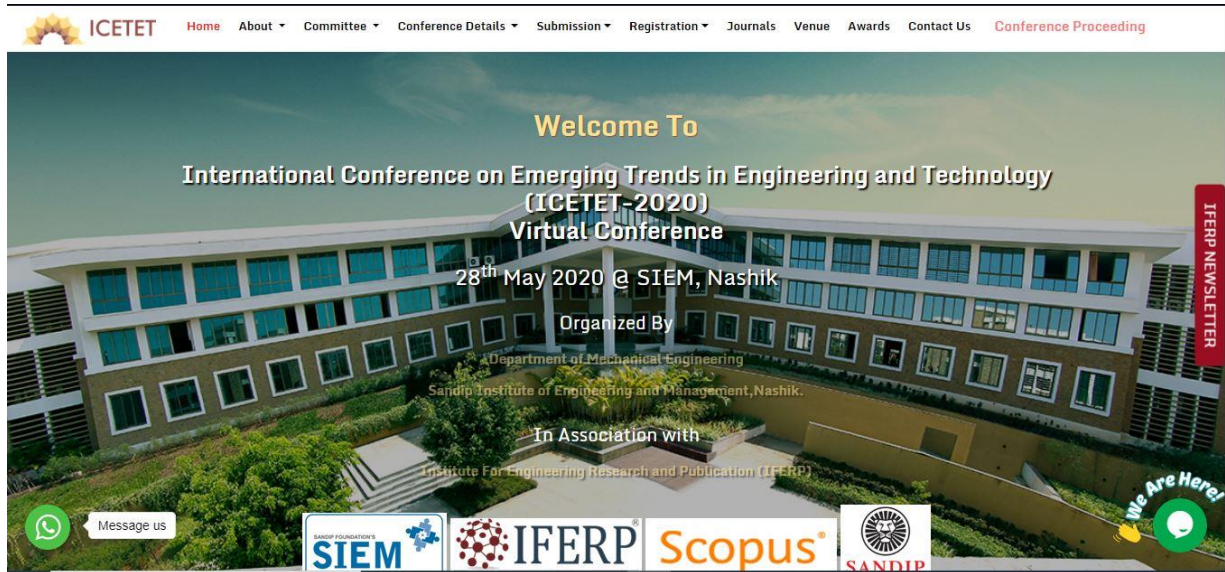 ICETET
Home About Committee Conference Details Submission Registration Journals Venue Awards Contact Us Conference Proceeding
Welcome To
International Conference on Emerging Trends in Engineering and Technology
(ICETET-2020)
Virtual Conference
28th May 2020 @ SIEM, Nashik
Organized By
Department of Mechanical Engineering
Sandip Institute of Engineering and Management,Nashik.
In Association with
Institute For Engineering Research and Publication (IFERP)
IFERP NEWSLETTER
We Are Here!
Message us
SANDIP FOUNDATION'S
SIEM
IFERP®
Scopus®
SANDIP